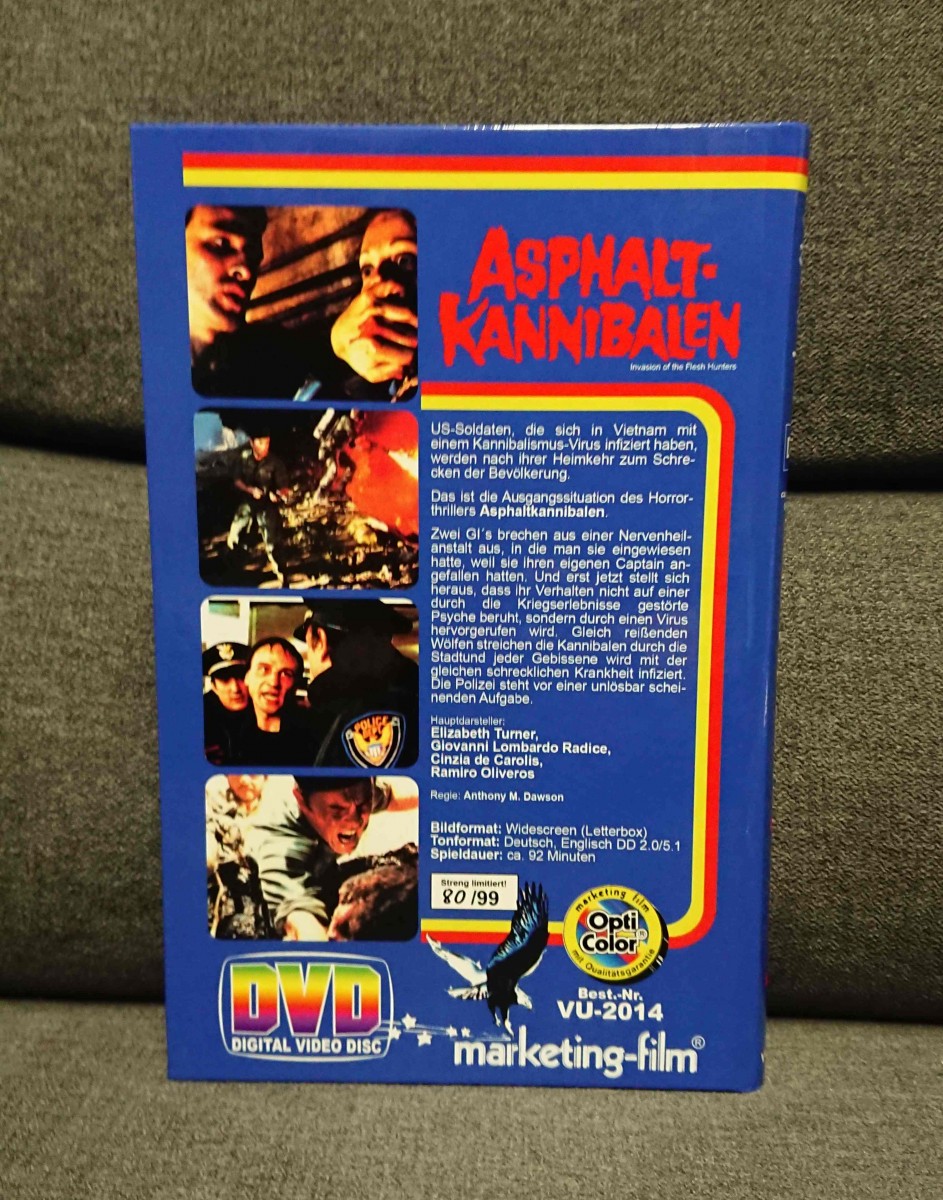 ASPHALT-
KANNIBALEN
Invasion of the Flesh Hunters
US-Soldaten, die sich in Vietnam mit
einem Kannibalismus-Virus infiziert haben,
werden nach ihrer Heimkehr zum Schre-
cken der Bevölkerung.
Das ist die Ausgangssituation des Horror-
thrillers Asphaltkannibalen.
Zwei GI´s brechen aus einer Nervenheil-
anstalt aus, in die man sie eingewiesen
hatte, weil sie ihren eigenen Captain an-
gefallen hatten. Und erst jetzt stellt sich
heraus, dass ihr Verhalten nicht auf einer
durch die Kriegserlebnisse gestörte
Psyche beruht, sondern durch einen Virus
hervorgerufen wird. Gleich reißenden
Wölfen streichen die Kannibalen durch die
Stadtund jeder Gebissene wird mit der
gleichen schrecklichen Krankheit infiziert.
Die Polizei steht vor einer unlösbar schei-
nenden Aufgabe.
Hauptdarsteller:
Elizabeth Turner,
Giovanni Lombardo Radice,
Cinzia de Carolis,
Ramiro Oliveros
Regie: Anthony M. Dawson
Bildformat: Widescreen (Letterbox)
Tonformat: Deutsch, Englisch DD 2.0/5.1
Spieldauer: ca. 92 Minuten
Streng limitiert!
80 /99
marketing film
Opti
Color®
mit Qualitätsgarantie
Best.-Nr.
VU-2014
marketing-film®
DVD
DIGITAL VIDEO DISC
POLICE